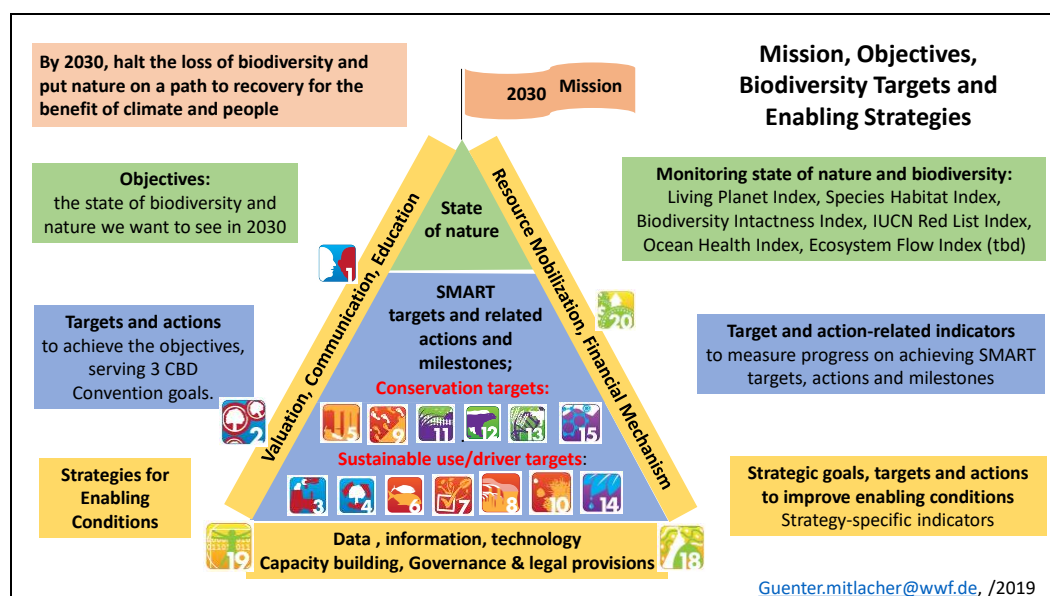 By 2030, halt the loss of biodiversity and
put nature on a path to recovery for the
benefit of climate and people
2030 Mission
Mission, Objectives,
Biodiversity Targets and
Enabling Strategies
Objectives:
the state of biodiversity and
nature we want to see in 2030
State
of nature
Monitoring state of nature and biodiversity:
Living Planet Index, Species Habitat Index,
Biodiversity Intactness Index, IUCN Red List Index,
Ocean Health Index, Ecosystem Flow Index (tbd)
Valuation, Communication, Education
Resource Mobilization, Financial Mechanism
1
20
Targets and actions
to achieve the objectives,
serving 3 CBD
Convention goals.
2
SMART
targets and related
actions and
milestones;
Conservation targets:
5 9 11 . 12 13 15
Sustainable use/driver targets:
3 4 6 7 8 10 14
Target and action-related indicators
to measure progress on achieving SMART
targets, actions and milestones
Strategies for
Enabling
Conditions
19
Data , information, technology
Capacity building, Governance & legal provisions
18
Strategic goals, targets and actions
to improve enabling conditions
Strategy-specific indicators
Guenter.mitlacher@wwf.de, /2019